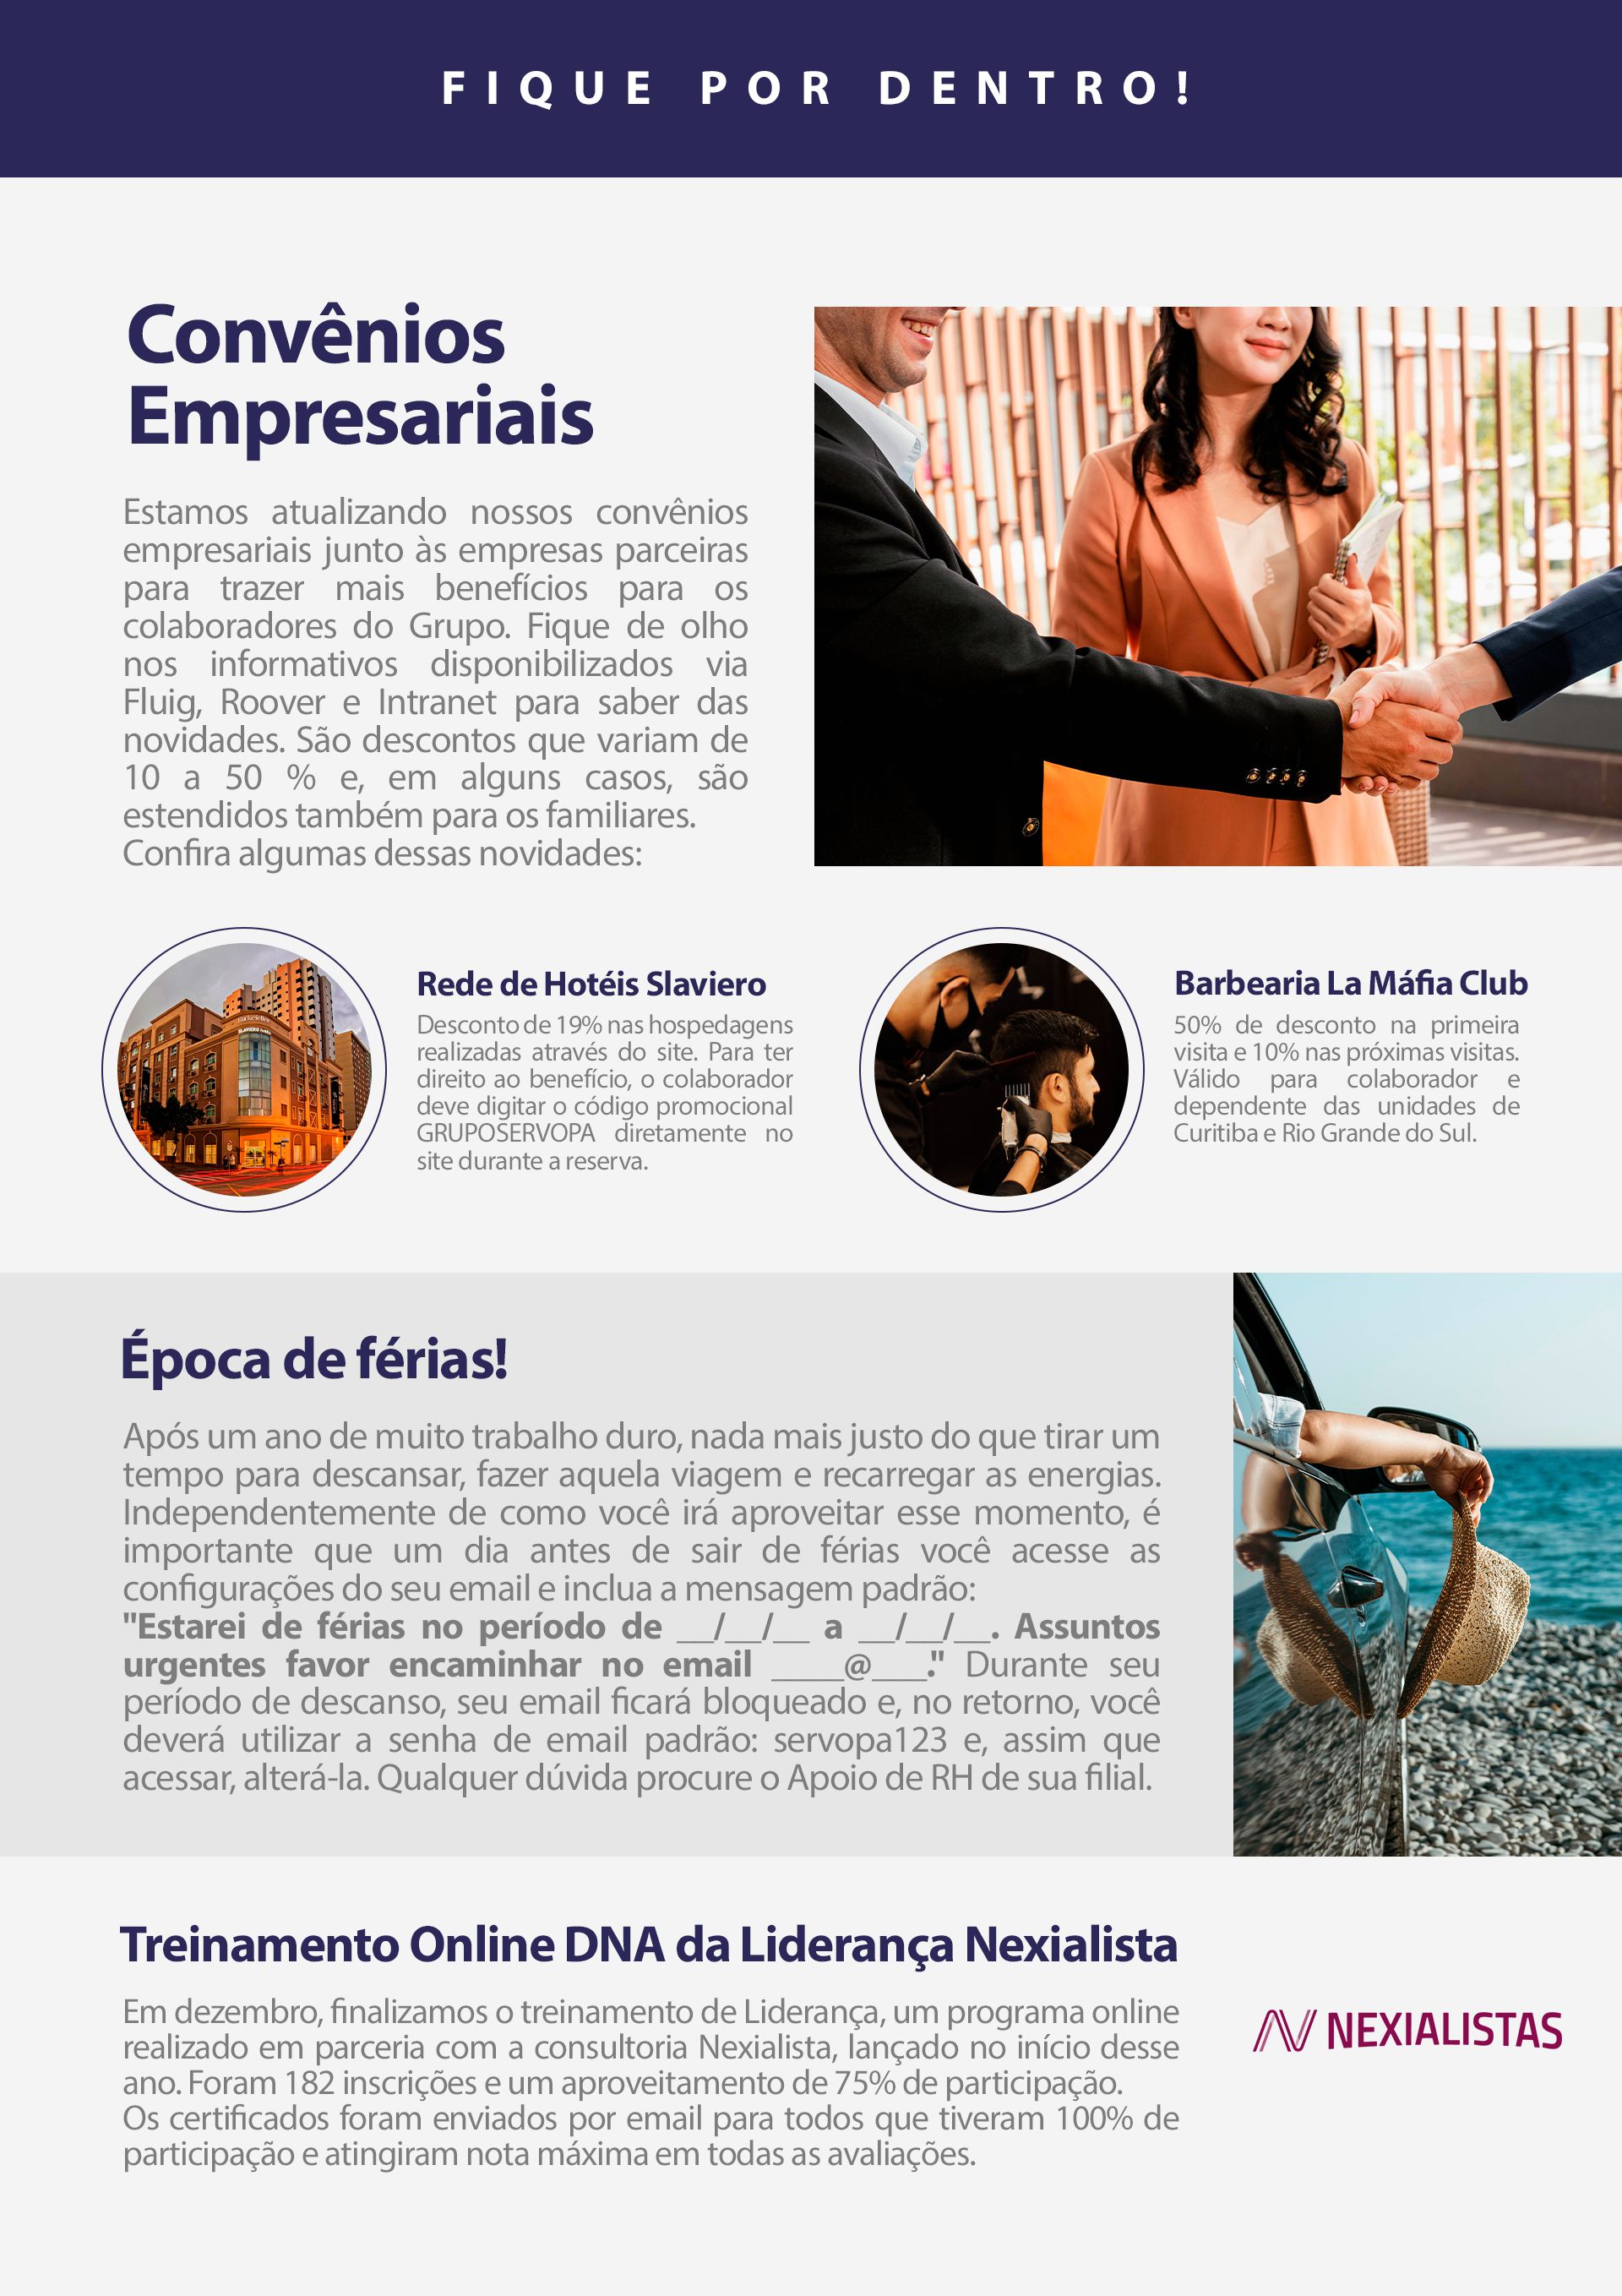 FIQUE POR DENTRO!
Convênios
Empresariais
Estamos atualizando nossos convênios
empresariais junto às empresas parceiras
para trazer mais benefícios para os
colaboradores do Grupo. Fique de olho
nos informativos disponibilizados via
Fluig, Roover e Intranet para saber das
novidades. São descontos que variam de
10 a 50 % e, em alguns casos, são
estendidos também para os familiares.
Confira algumas dessas novidades:
Rede de Hotéis Slaviero
Desconto de 19% nas hospedagens
realizadas através do site. Para ter
direito ao benefício, o colaborador
deve digitar o código promocional
GRUPOSERVOPA diretamente no
site durante a reserva.
Barbearia La Máfia Club
50% de desconto na primeira
visita e 10% nas próximas visitas.
Válido para colaborador e
dependente das unidades de
Curitiba e Rio Grande do Sul.
Época de férias!
Após um ano de muito trabalho duro, nada mais justo do que tirar um
tempo para descansar, fazer aquela viagem e recarregar as energias.
Independentemente de como você irá aproveitar esse momento, é
importante que um dia antes de sair de férias você acesse as
configurações do seu email e inclua a mensagem padrão:
"Estarei de férias no período de __/__/__ a __/__/__. Assuntos
urgentes favor encaminhar no email ____@___." Durante seu
período de descanso, seu email ficará bloqueado e, no retorno, você
deverá utilizar a senha de email padrão: servopa123 e, assim que
acessar, alterá-la. Qualquer dúvida procure o Apoio de RH de sua filial.
Treinamento Online DNA da Liderança Nexialista
Em dezembro, finalizamos o treinamento de Liderança, um programa online
realizado em parceria com a consultoria Nexialista, lançado no início desse
ano. Foram 182 inscrições e um aproveitamento de 75% de participação.
Os certificados foram enviados por email para todos que tiveram 100% de
participação e atingiram nota máxima em todas as avaliações.
NEXIALISTAS